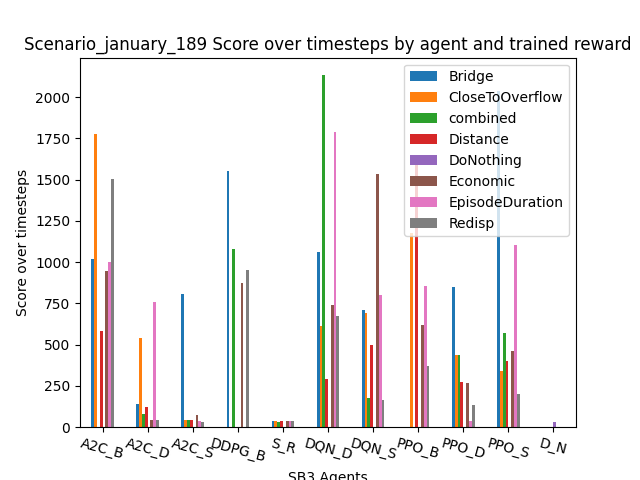 Scenario_january_189 Score over timesteps by agent and trained reward
Score over timesteps
2000
1750
1500
1250
1000
750
500
250
0
Bridge
CloseToOverflow
combined
Distance
DoNothing
Economic
EpisodeDuration
Redisp
A2C_B
A2C_D
A2C_S
DDPG_B
S_R
DQN_D
DQN_S
PPO_B
PPO_D
PPO_S
D_N
SB3 Agents